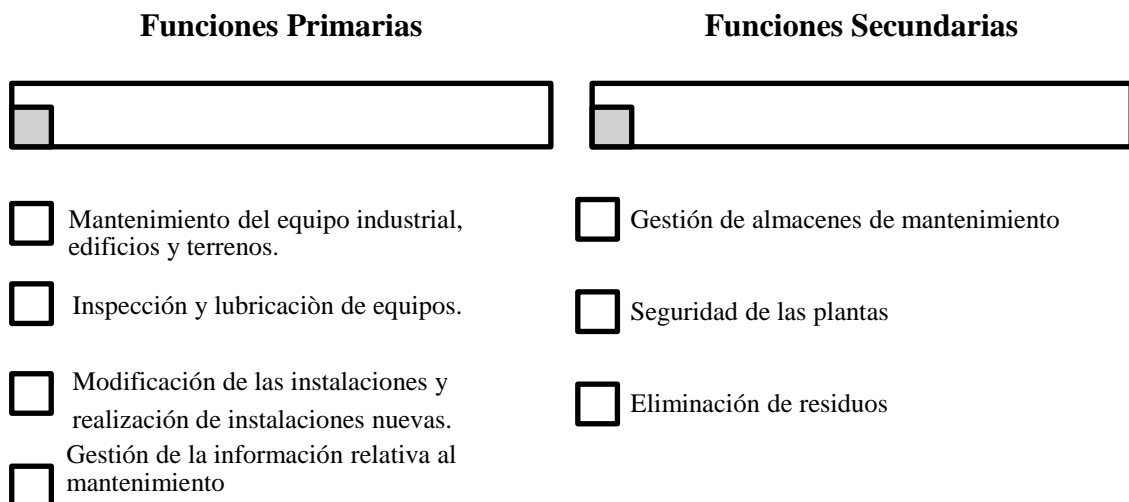 Funciones Primarias
Mantenimiento del equipo industrial,
edificios y terrenos.
Inspección y lubricaciòn de equipos.
Modificación de las instalaciones y
realización de instalaciones nuevas.
Gestión de la información relativa al
mantenimiento
Funciones Secundarias
Gestión de almacenes de mantenimiento
Seguridad de las plantas
Eliminación de residuos